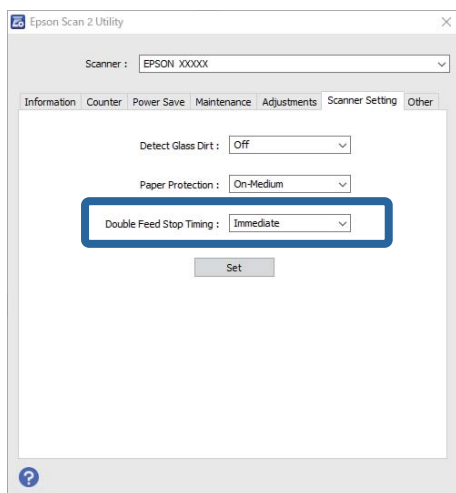 Epson Scan 2 Utility
Scanner : EPSON XXXXX
Information Counter Power Save Maintenance Adjustments Scanner Setting Other
Detect Glass Dirt : Off
Paper Protection : On-Medium
Double Feed Stop Timing : Immediate
Set
?